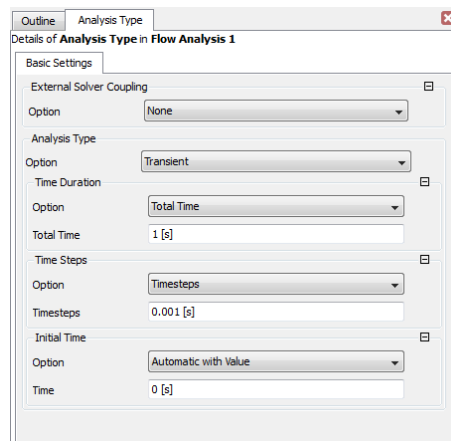 Outline Analysis Type
Details of Analysis Type in Flow Analysis 1
Basic Settings
External Solver Coupling
Option None
Analysis Type
Option Transient
Time Duration
Option Total Time
Total Time 1 [s]
Time Steps
Option Timesteps
Timesteps 0.001 [s]
Initial Time
Option Automatic with Value
Time 0 [s]